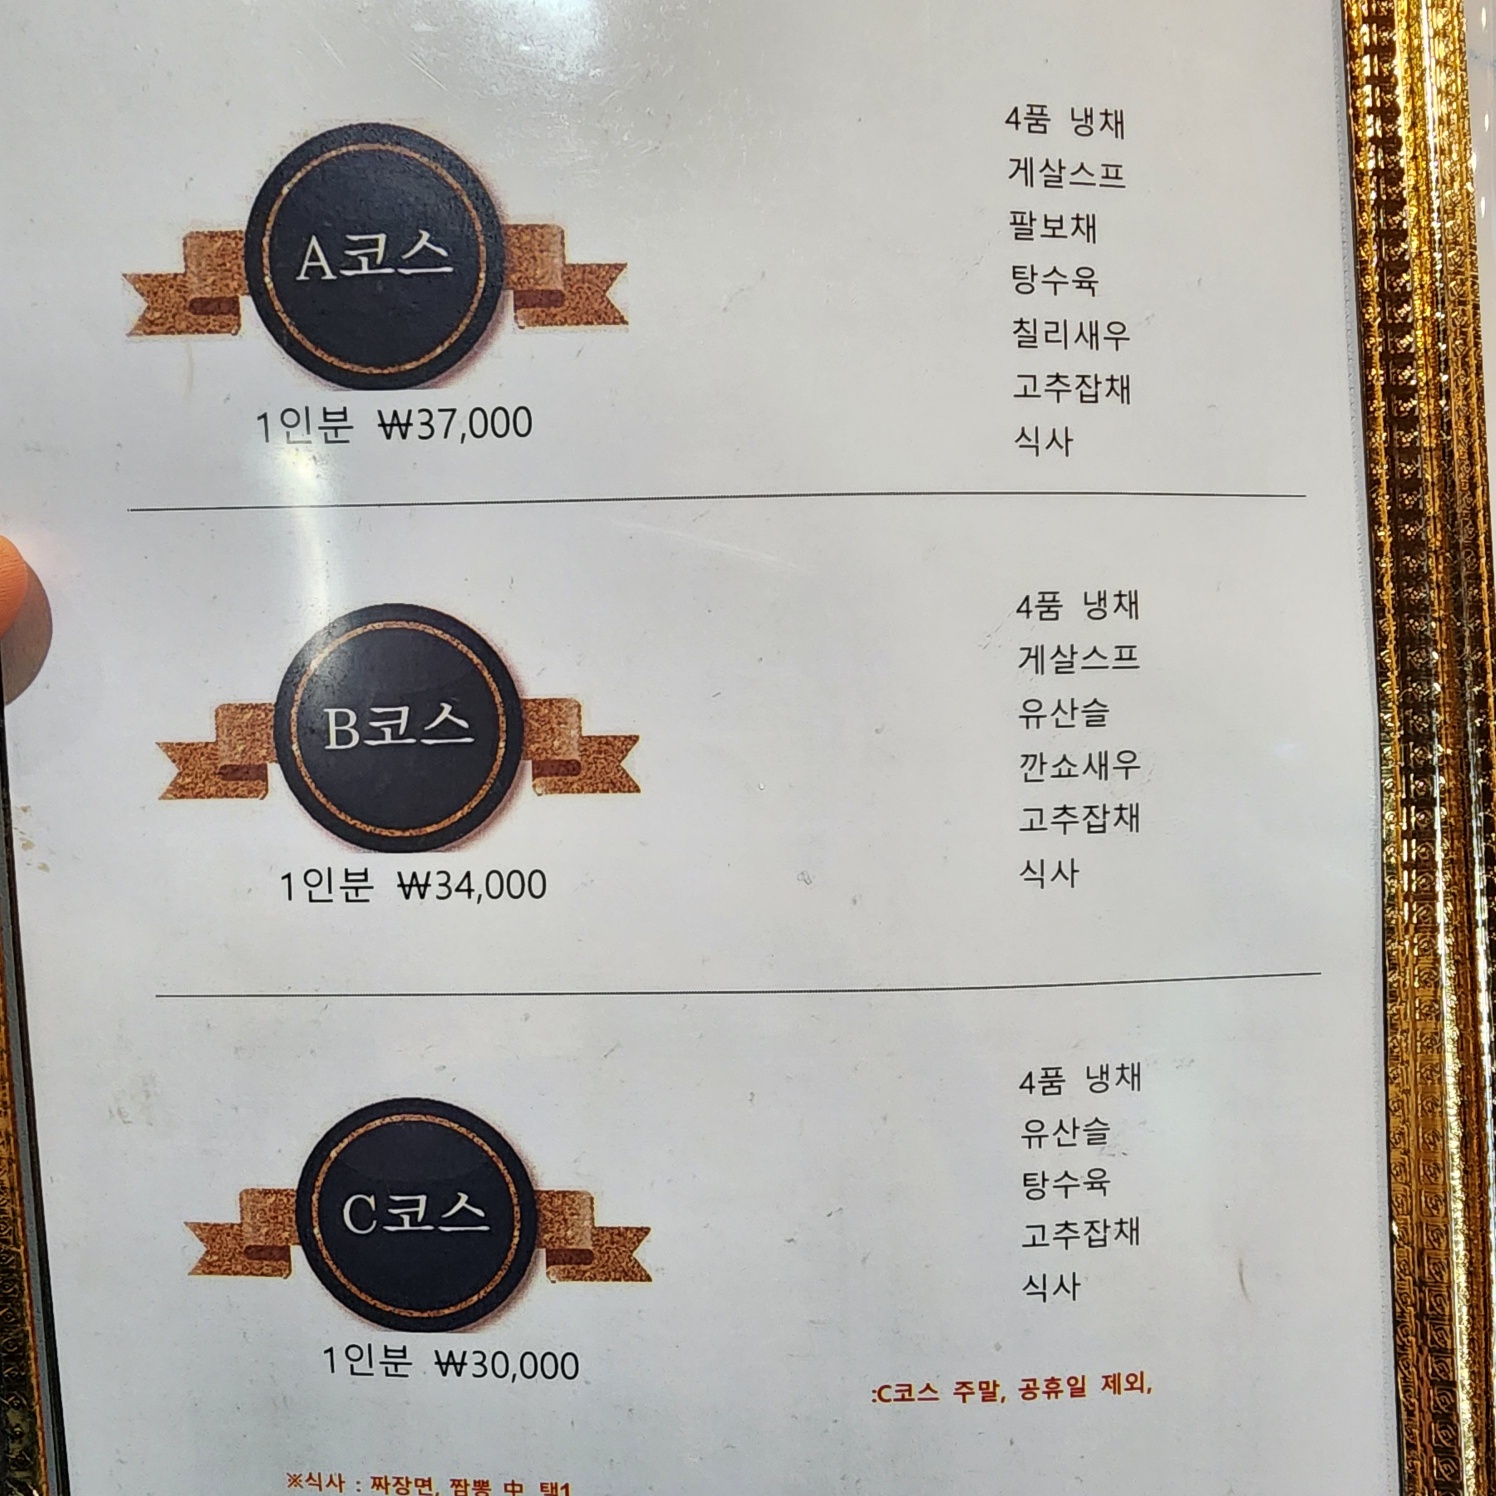 A코스
1인분 ₩37,000
4품 냉채
게살스프
팔보채
탕수육
칠리새우
고추잡채
식사
B코스
1인분 ₩34,000
4품 냉채
게살스프
유산슬
깐쇼새우
고추잡채
식사
C코스
1인분 ₩30,000
4품 냉채
유산슬
탕수육
고추잡채
식사
:C코스 주말, 공휴일 제외,
※식사 : 짜장면, 짬뽕 中 택1